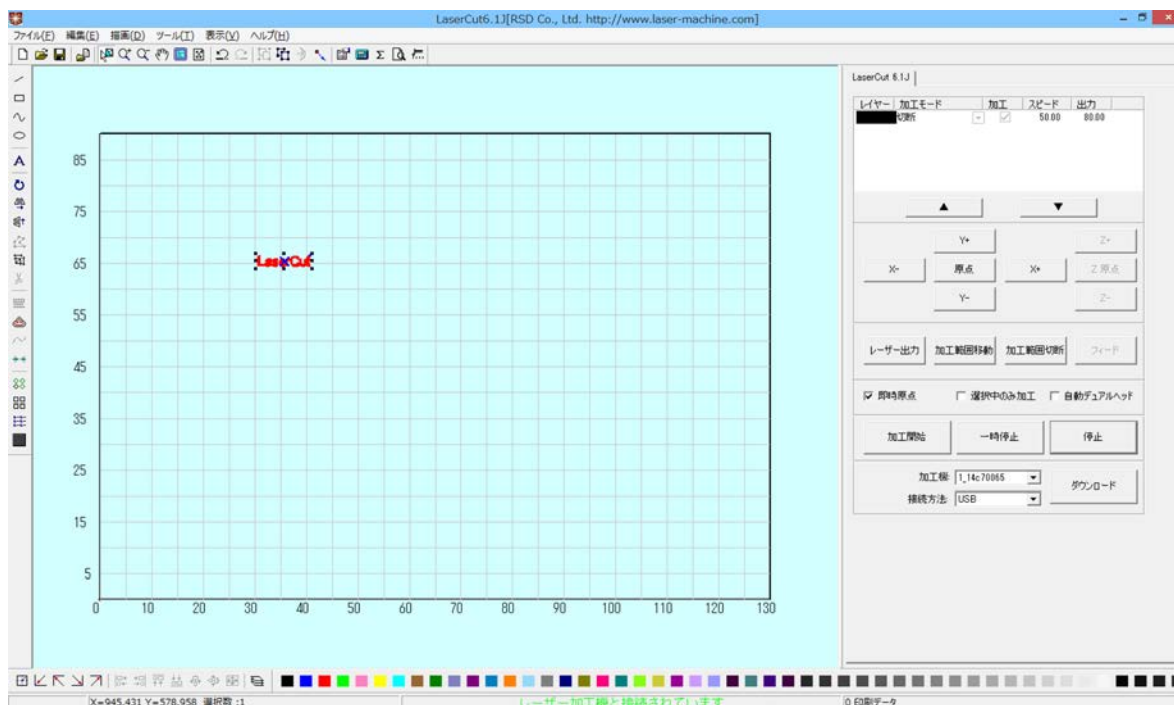 LaserCut6.1J[RSD Co., Ltd. http://www.laser-machine.com]
ファイル(F) 編集(E) 描画(D) ツール(T) 表示(V) ヘルプ(H)
LaserCut 6.1J
レイヤー 加工モード 加工 スピード 出力
切断 50.00 80.00
▲ ▼
Y+ Z+
X- 原点 X+ Z 原点
Y- Z-
レーザー出力 加工範囲移動 加工範囲切断 フィード
即時原点 選択中のみ加工 自動デュアルヘッド
加工開始 一時停止 停止
加工機: 1_14c70865 ダウンロード
接続方法: USB
85
75
65
LaserCut
55
45
35
25
15
5
0 10 20 30 40 50 60 70 80 90 100 110 120 130
X=945.431 Y=578.958 選択数 :1 レーザー加工機と接続されています 0 印刷データ